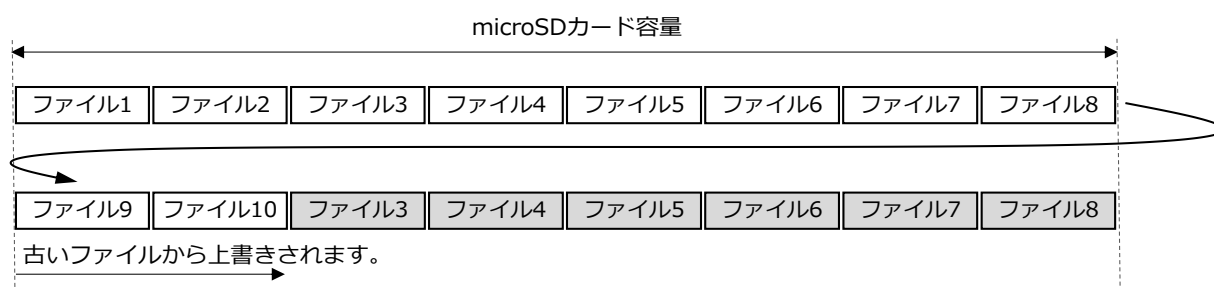 microSDカード容量
ファイル1 ファイル2 ファイル3 ファイル4 ファイル5 ファイル6 ファイル7 ファイル8
ファイル9 ファイル10 ファイル3 ファイル4 ファイル5 ファイル6 ファイル7 ファイル8
古いファイルから上書きされます。